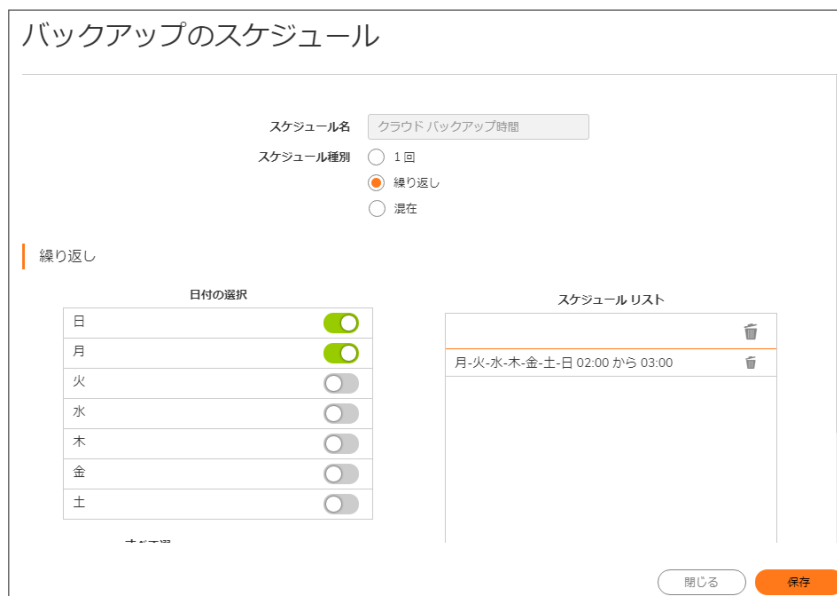 バックアップのスケジュール
スケジュール名 クラウド バックアップ時間
スケジュール種別 1 回
繰り返し
混在
繰り返し
日付の選択
日
月
火
水
木
金
土
スケジュール リスト
月-火-水-木-金-土-日 02:00 から 03:00
閉じる 保存